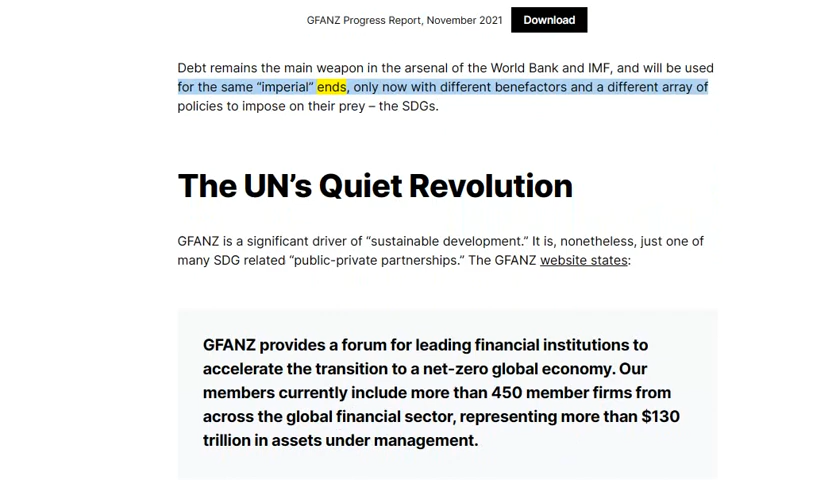 GFANZ Progress Report, November 2021 Download
Debt remains the main weapon in the arsenal of the World Bank and IMF, and will be used
for the same “imperial” ends, only now with different benefactors and a different array of
policies to impose on their prey – the SDGs.
The UN’s Quiet Revolution
GFANZ is a significant driver of “sustainable development.” It is, nonetheless, just one of
many SDG related “public-private partnerships.” The GFANZ website states:
GFANZ provides a forum for leading financial institutions to
accelerate the transition to a net-zero global economy. Our
members currently include more than 450 member firms from
across the global financial sector, representing more than $130
trillion in assets under management.